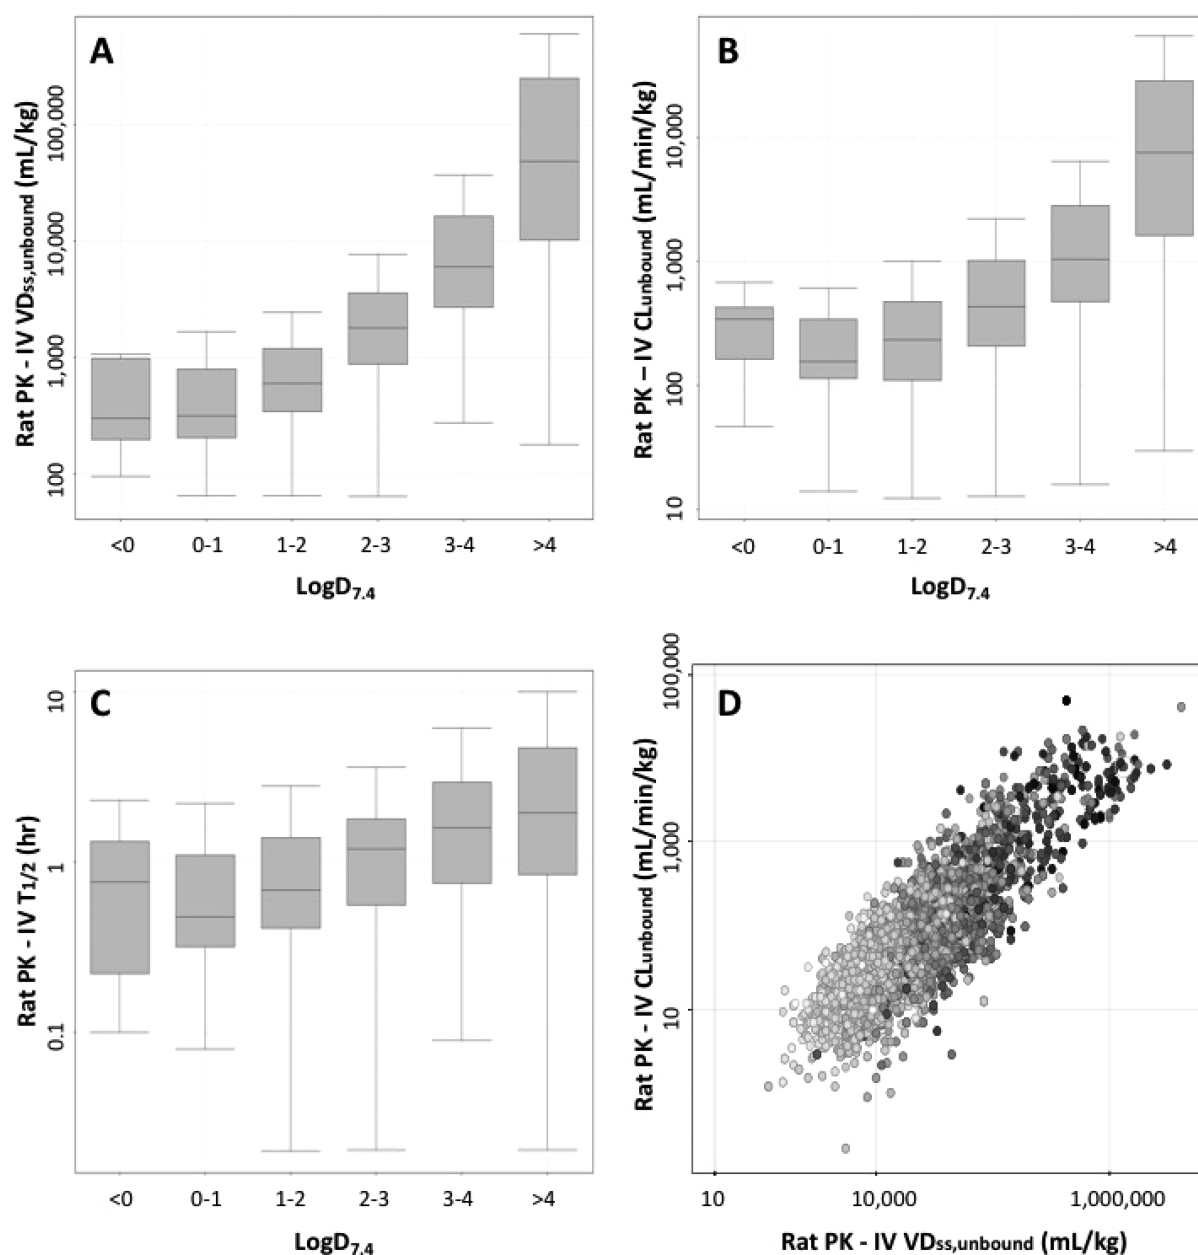 A
Rat PK - IV VDss,unbound (mL/kg)
100,000
10,000
1,000
100
<0 0-1 1-2 2-3 3-4 >4
LogD7.4
B
Rat PK – IV CLunbound (mL/min/kg)
10,000
1,000
100
10
<0 0-1 1-2 2-3 3-4 >4
LogD7.4
C
Rat PK - IV T1/2 (hr)
10
1
0.1
<0 0-1 1-2 2-3 3-4 >4
LogD7.4
D
Rat PK - IV CLunbound (mL/min/kg)
100,000
1,000
10
10 10,000 1,000,000
Rat PK - IV VDss,unbound (mL/kg)